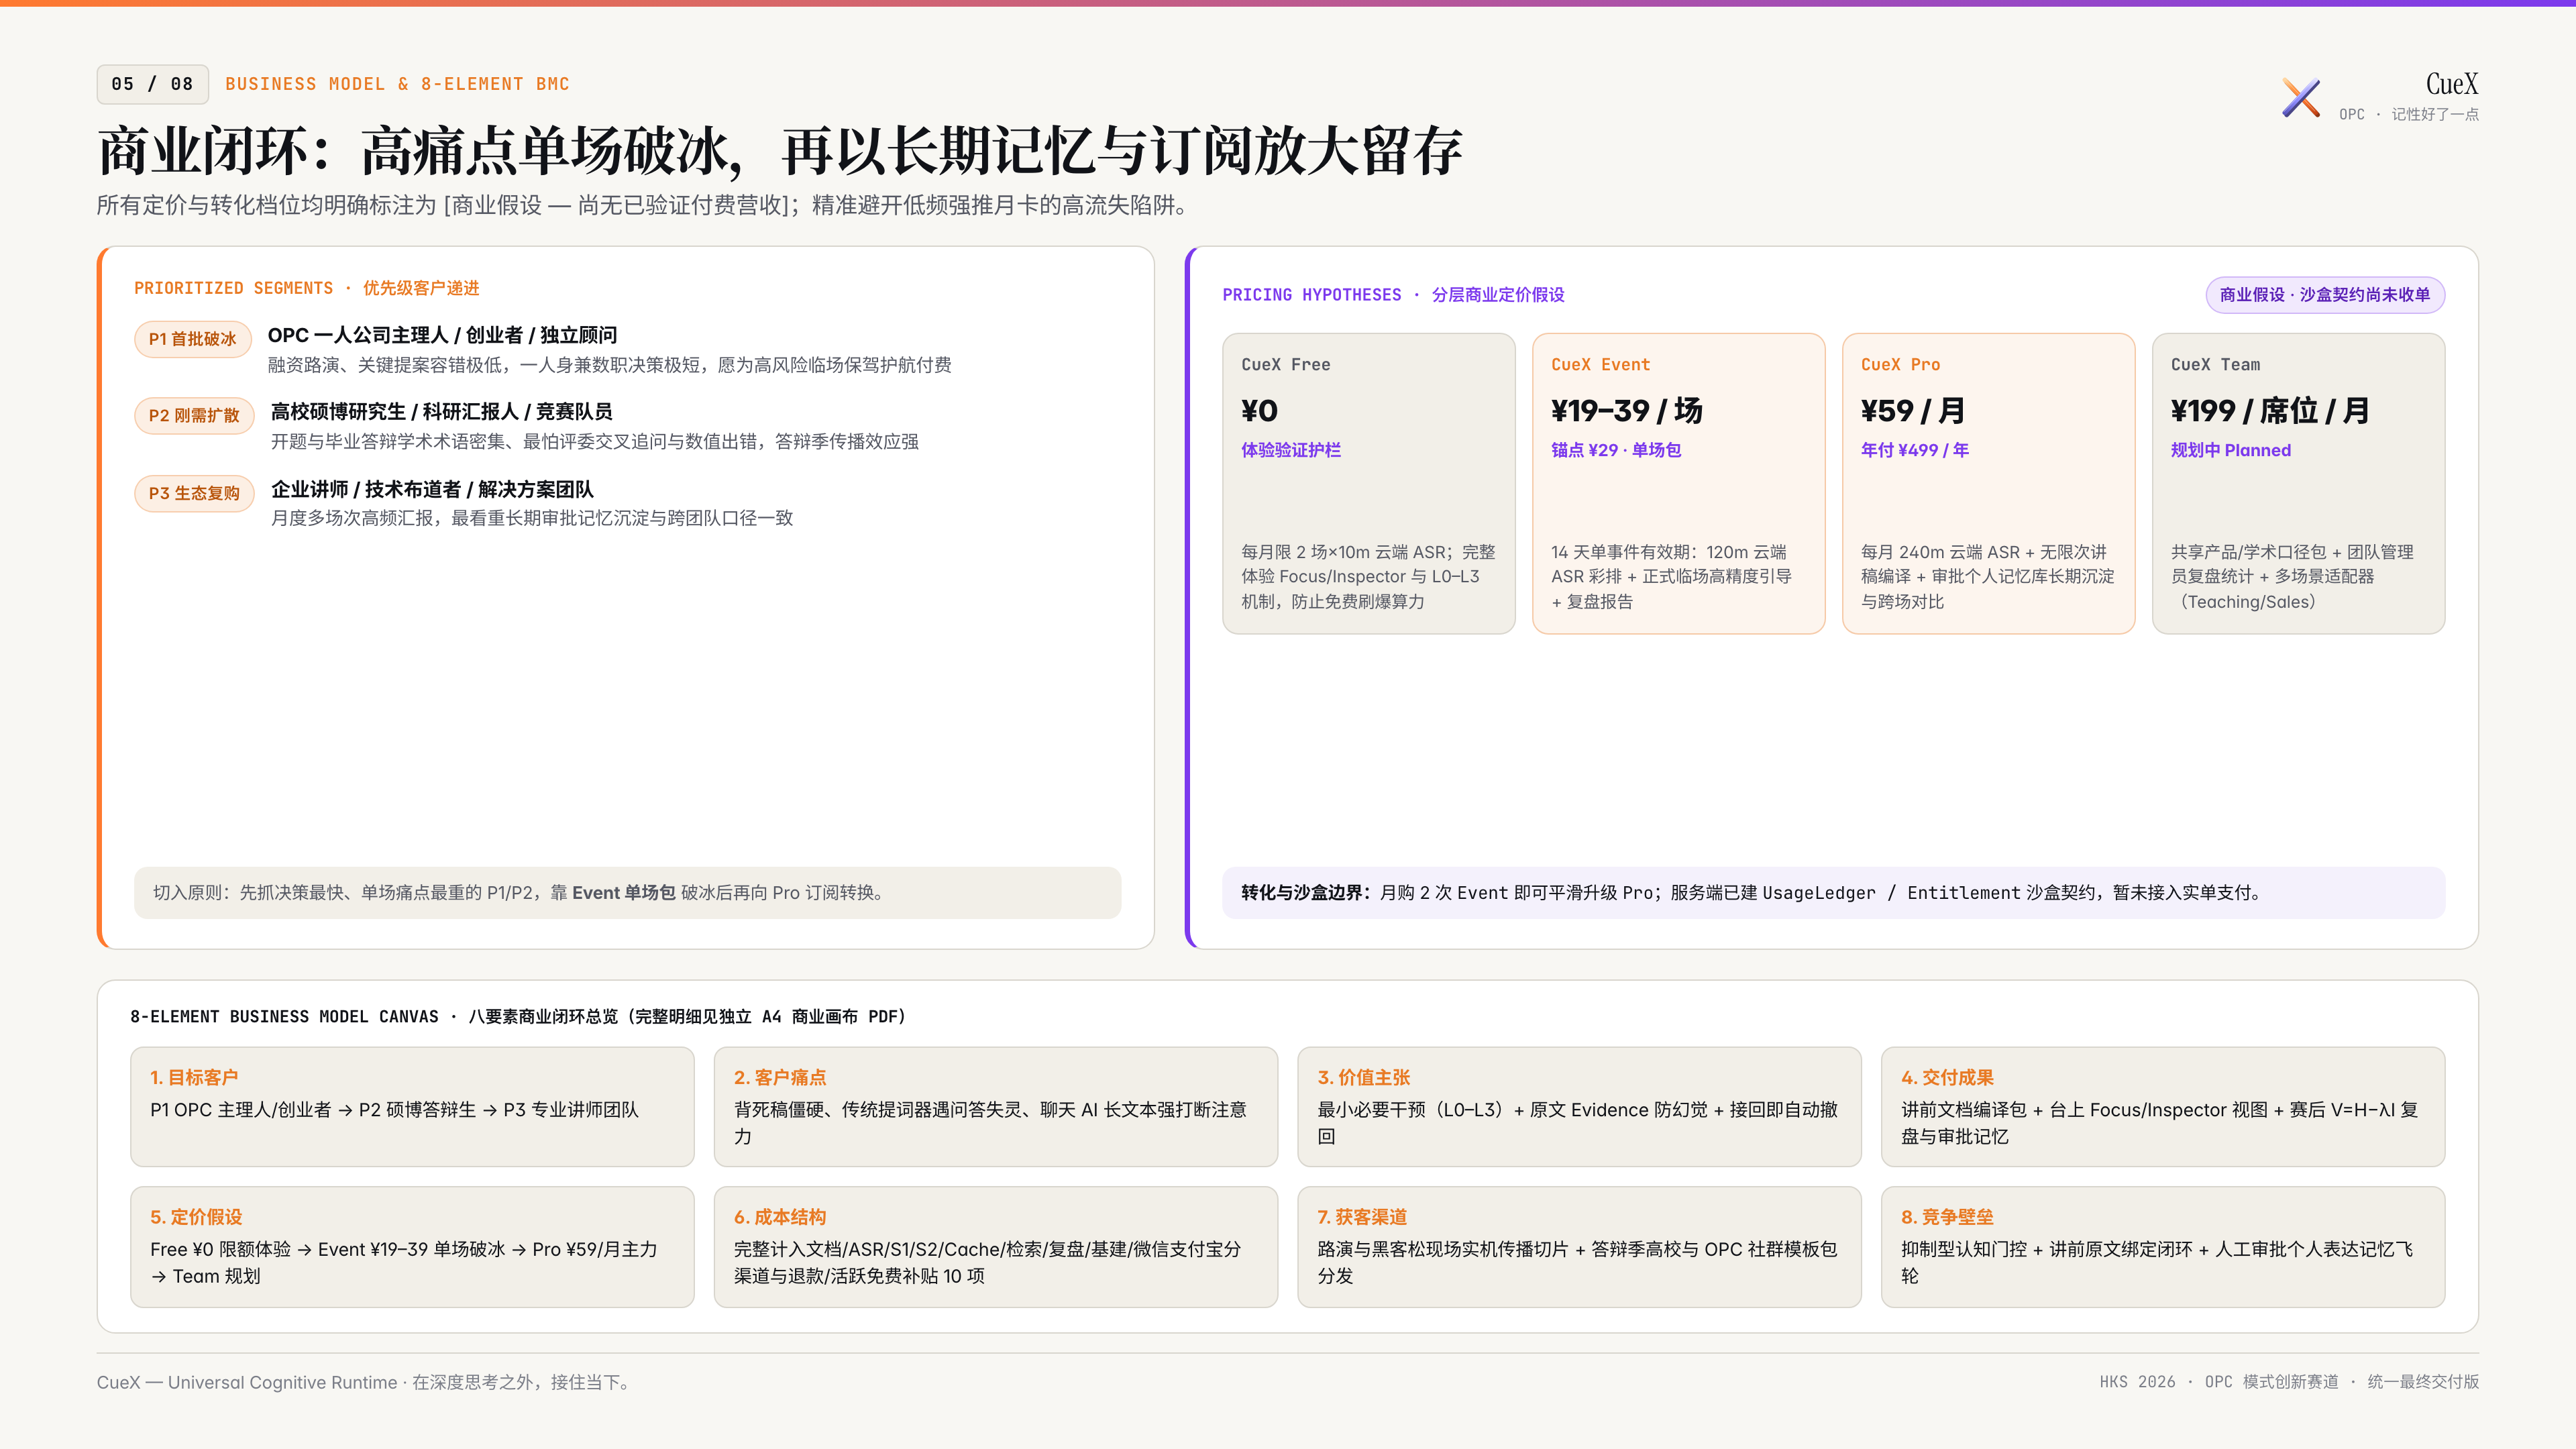 05 / 08
BUSINESS MODEL & 8-ELEMENT BMC
CueX
OPC · 记性好了一点
商业闭环：高痛点单场破冰，再以长期记忆与订阅放大留存
所有定价与转化档位均明确标注为 [商业假设 — 尚无已验证付费营收]；精准避开低频强推月卡的高流失陷阱。
PRIORITIZED SEGMENTS · 优先级客户递进
P1 首批破冰
OPC 一人公司主理人 / 创业者 / 独立顾问
融资路演、关键提案容错极低，一人身兼数职决策极短，愿为高风险临场保驾护航付费
P2 刚需扩散
高校硕博研究生 / 科研汇报人 / 竞赛队员
开题与毕业答辩学术术语密集、最怕评委交叉追问与数值出错，答辩季传播效应强
P3 生态复购
企业讲师 / 技术布道者 / 解决方案团队
月度多场次高频汇报，最看重长期审批记忆沉淀与跨团队口径一致
切入原则：先抓决策最快、单场痛点最重的 P1/P2，靠 Event 单场包 破冰后再向 Pro 订阅转换。
PRICING HYPOTHESES · 分层商业定价假设
商业假设 · 沙盒契约尚未收单
CueX Free
¥0
体验验证护栏
每月限 2 场×10m 云端 ASR；完整
体验 Focus/Inspector 与 L0–L3
机制，防止免费刷爆算力
CueX Event
¥19–39 / 场
锚点 ¥29 · 单场包
14 天单事件有效期：120m 云端
ASR 彩排 + 正式临场高精度引导
+ 复盘报告
CueX Pro
¥59 / 月
年付 ¥499 / 年
每月 240m 云端 ASR + 无限次讲
稿编译 + 审批个人记忆库长期沉淀
与跨场对比
CueX Team
¥199 / 席位 / 月
规划中 Planned
共享产品/学术口径包 + 团队管理
员复盘统计 + 多场景适配器
（Teaching/Sales）
转化与沙盒边界：月购 2 次 Event 即可平滑升级 Pro；服务端已建 UsageLedger / Entitlement 沙盒契约，暂未接入实单支付。
8-ELEMENT BUSINESS MODEL CANVAS · 八要素商业闭环总览（完整明细见独立 A4 商业画布 PDF）
1. 目标客户
P1 OPC 主理人/创业者 → P2 硕博答辩生 → P3 专业讲师团队
2. 客户痛点
背死稿僵硬、传统提词器遇问答失灵、聊天 AI 长文本强打断注意
力
3. 价值主张
最小必要干预（L0–L3）+ 原文 Evidence 防幻觉 + 接回即自动撤
回
4. 交付成果
讲前文档编译包 + 台上 Focus/Inspector 视图 + 赛后 V=H−λI 复
盘与审批记忆
5. 定价假设
Free ¥0 限额体验 → Event ¥19–39 单场破冰 → Pro ¥59/月主力
→ Team 规划
6. 成本结构
完整计入文档/ASR/S1/S2/Cache/检索/复盘/基建/微信支付宝分
渠道与退款/活跃免费补贴 10 项
7. 获客渠道
路演与黑客松现场实机传播切片 + 答辩季高校与 OPC 社群模板包
分发
8. 竞争壁垒
抑制型认知门控 + 讲前原文绑定闭环 + 人工审批个人表达记忆飞
轮
CueX — Universal Cognitive Runtime · 在深度思考之外，接住当下。
HKS 2026 · OPC 模式创新赛道 · 统一最终交付版